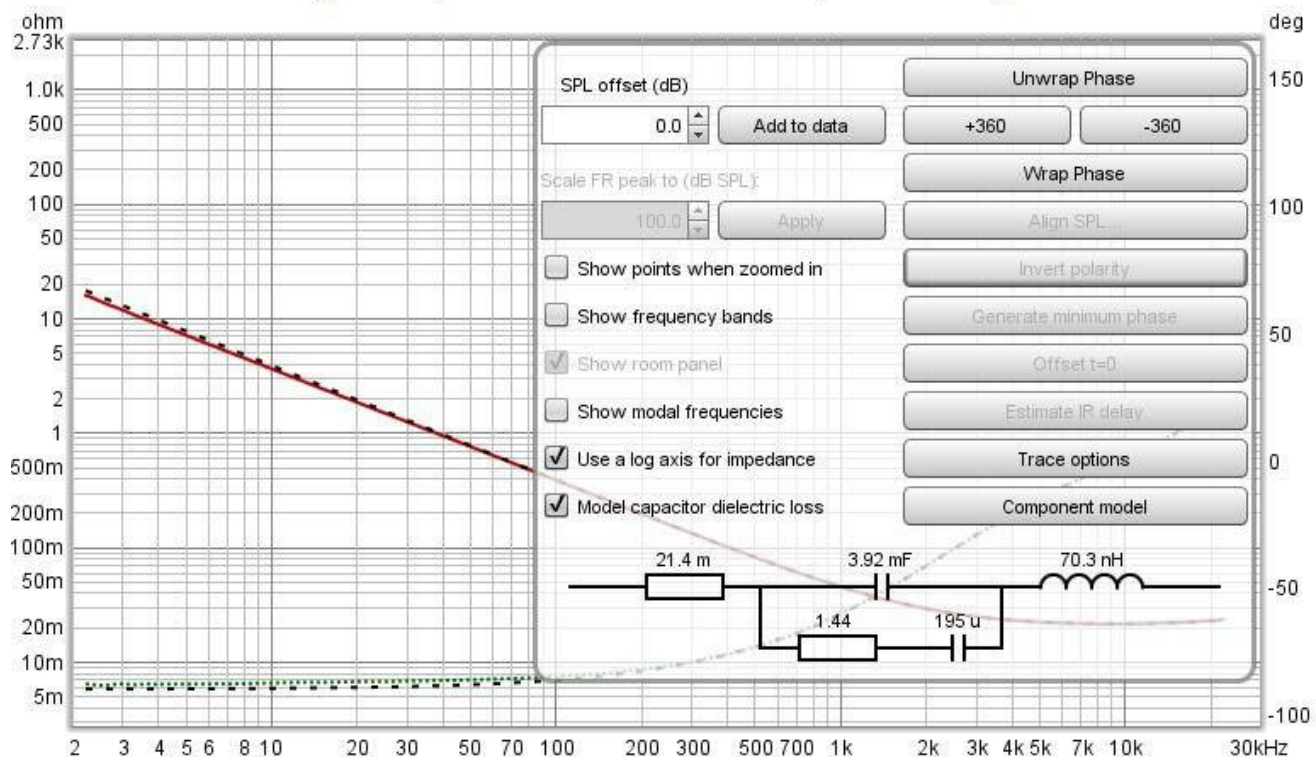 ohm
deg
2.73k
1.0k
500
200
100
50
20
10
5
2
1
500m
200m
100m
50m
20m
10m
5m
SPL offset (dB)
0.0
Add to data
Scale FR peak to (dB SPL):
100.0
Apply
Show points when zoomed in
Show frequency bands
Show room panel
Show modal frequencies
Use a log axis for impedance
Model capacitor dielectric loss
Unwrap Phase
+360
-360
Wrap Phase
Align SPL...
Invert polarity
Generate minimum phase
Offset t=0
Estimate IR delay
Trace options
Component model
21.4 m
3.92 mF
70.3 nH
1.44
195 u
150
100
50
0
-50
-100
2 3 4 5 6 8 10 20 30 40 50 70 100 200 300 500 700 1k 2k 3k 4k 5k 7k 10k 30kHz